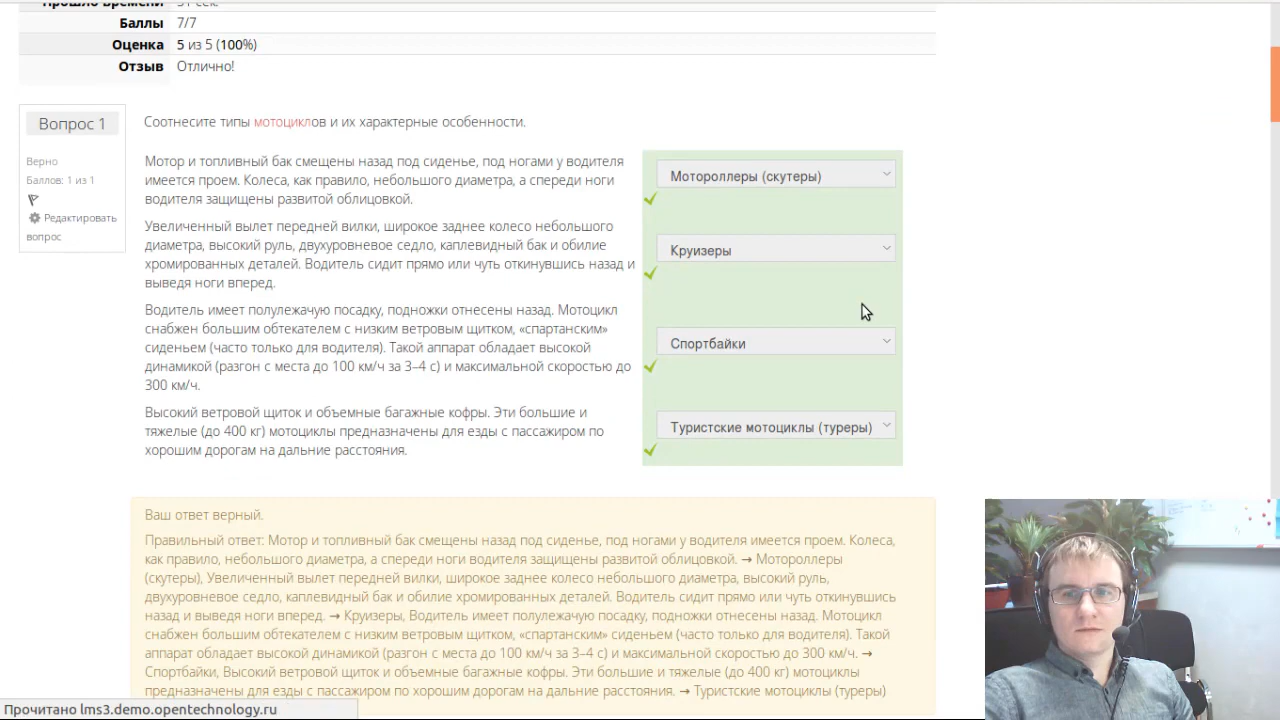 Прошло времени 51 сек.
Баллы 7/7
Оценка 5 из 5 (100%)
Отзыв Отлично!
Вопрос 1
Верно
Баллов: 1 из 1
Редактировать
вопрос
Соотнесите типы мотоциклов и их характерные особенности.
Мотор и топливный бак смещены назад под сиденье, под ногами у водителя
имеется проем. Колеса, как правило, небольшого диаметра, а спереди ноги
водителя защищены развитой облицовкой.
Мотороллеры (скутеры)
Увеличенный вылет передней вилки, широкое заднее колесо небольшого
диаметра, высокий руль, двухуровневое седло, каплевидный бак и обилие
хромированных деталей. Водитель сидит прямо или чуть откинувшись назад и
выведя ноги вперед.
Круизеры
Водитель имеет полулежачую посадку, подножки отнесены назад. Мотоцикл
снабжен большим обтекателем с низким ветровым щитком, «спартанским»
сиденьем (часто только для водителя). Такой аппарат обладает высокой
динамикой (разгон с места до 100 км/ч за 3–4 с) и максимальной скоростью до
300 км/ч.
Спортбайки
Высокий ветровой щиток и объемные багажные кофры. Эти большие и
тяжелые (до 400 кг) мотоциклы предназначены для езды с пассажиром по
хорошим дорогам на дальние расстояния.
Туристские мотоциклы (туреры)
Ваш ответ верный.
Правильный ответ: Мотор и топливный бак смещены назад под сиденье, под ногами у водителя имеется проем. Колеса,
как правило, небольшого диаметра, а спереди ноги водителя защищены развитой облицовкой. → Мотороллеры
(скутеры), Увеличенный вылет передней вилки, широкое заднее колесо небольшого диаметра, высокий руль,
двухуровневое седло, каплевидный бак и обилие хромированных деталей. Водитель сидит прямо или чуть откинувшись
назад и выведя ноги вперед. → Круизеры, Водитель имеет полулежачую посадку, подножки отнесены назад. Мотоцикл
снабжен большим обтекателем с низким ветровым щитком, «спартанским» сиденьем (часто только для водителя). Такой
аппарат обладает высокой динамикой (разгон с места до 100 км/ч за 3–4 с) и максимальной скоростью до 300 км/ч. →
Спортбайки, Высокий ветровой щиток и объемные багажные кофры. Эти большие и тяжелые (до 400 кг) мотоциклы
предназначены для езды с пассажиром по хорошим дорогам на дальние расстояния. → Туристские мотоциклы (туреры)
Прочитано lms3.demo.opentechnology.ru